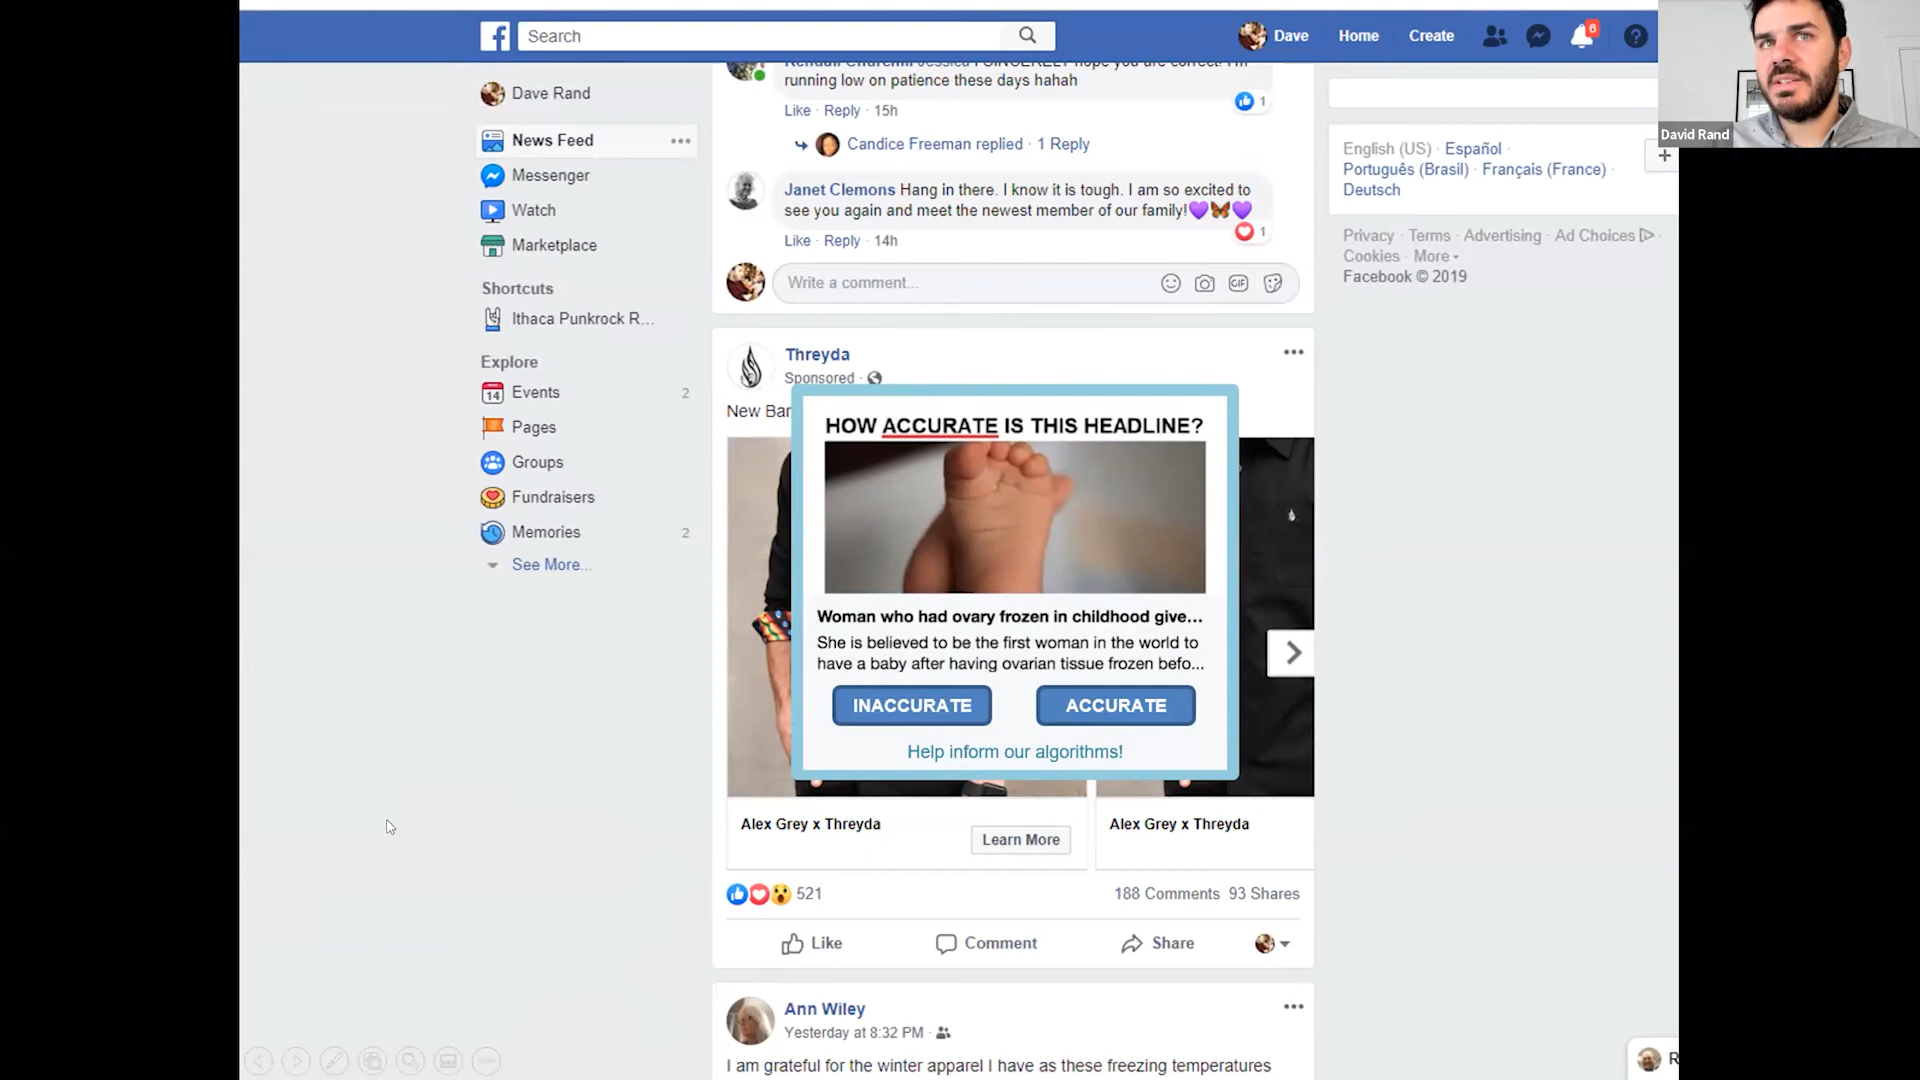 Search
Dave
Home
Create
6
David Rand
Dave Rand
News Feed
Messenger
Watch
Marketplace
Shortcuts
Ithaca Punkrock R...
Explore
Events 2
Pages
Groups
Fundraisers
Memories 2
See More...
running low on patience these days hahah
1
Like · Reply · 15h
Candice Freeman replied · 1 Reply
Janet Clemons Hang in there. I know it is tough. I am so excited to
see you again and meet the newest member of our family!💜🦋💜
1
Like · Reply · 14h
Write a comment...
GIF
Threyda
Sponsored ·
New Bar
HOW ACCURATE IS THIS HEADLINE?
Woman who had ovary frozen in childhood give...
She is believed to be the first woman in the world to
have a baby after having ovarian tissue frozen befo...
INACCURATE
ACCURATE
Help inform our algorithms!
Alex Grey x Threyda
Learn More
Alex Grey x Threyda
521
188 Comments 93 Shares
Like
Comment
Share
Ann Wiley
Yesterday at 8:32 PM ·
I am grateful for the winter apparel I have as these freezing temperatures
English (US) · Español ·
Português (Brasil) · Français (France) ·
Deutsch
Privacy · Terms · Advertising · Ad Choices ·
Cookies · More
Facebook © 2019
14